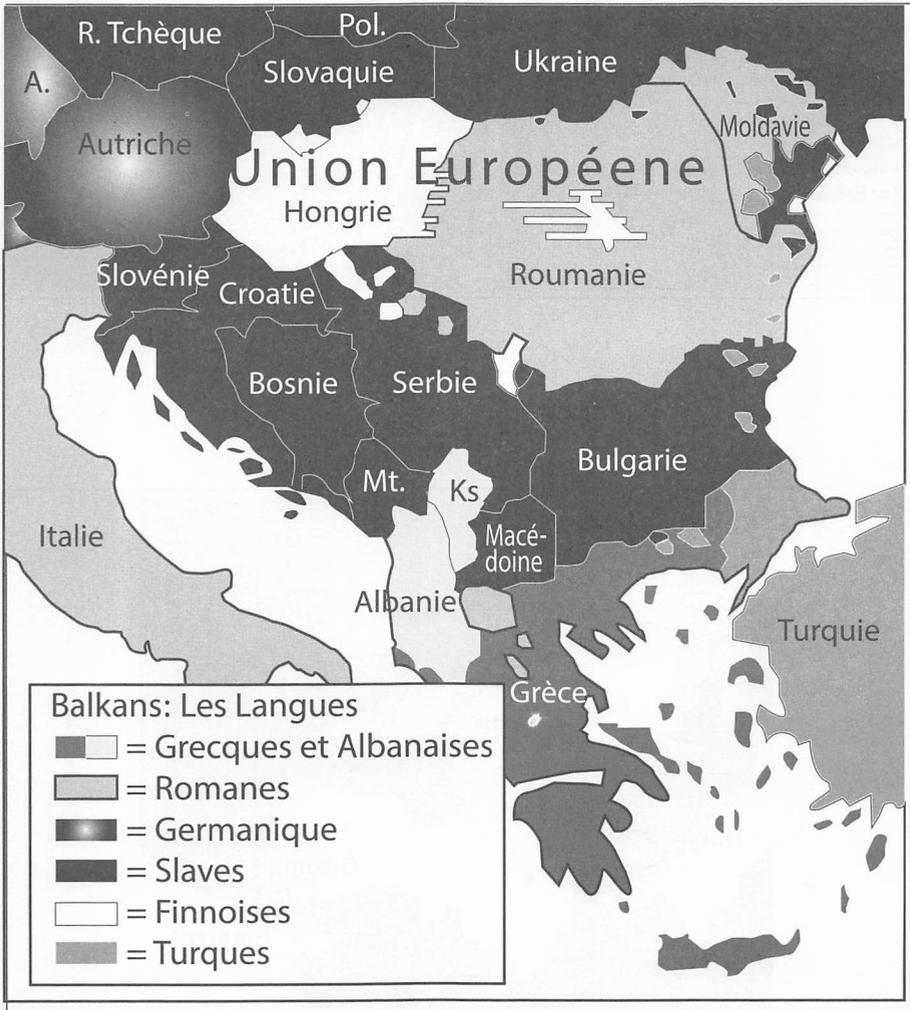 R. Tchèque
Pol.
Slovaquie
Ukraine
A.
Autriche
Moldavie
Union Européene
Hongrie
Roumanie
Slovénie
Croatie
Bosnie
Serbie
Bulgarie
Mt.
Ks
Italie
Macé-
doine
Albanie
Turquie
Grèce
Balkans: Les Langues
= Grecques et Albanaises
= Romanes
= Germanique
= Slaves
= Finnoises
= Turques